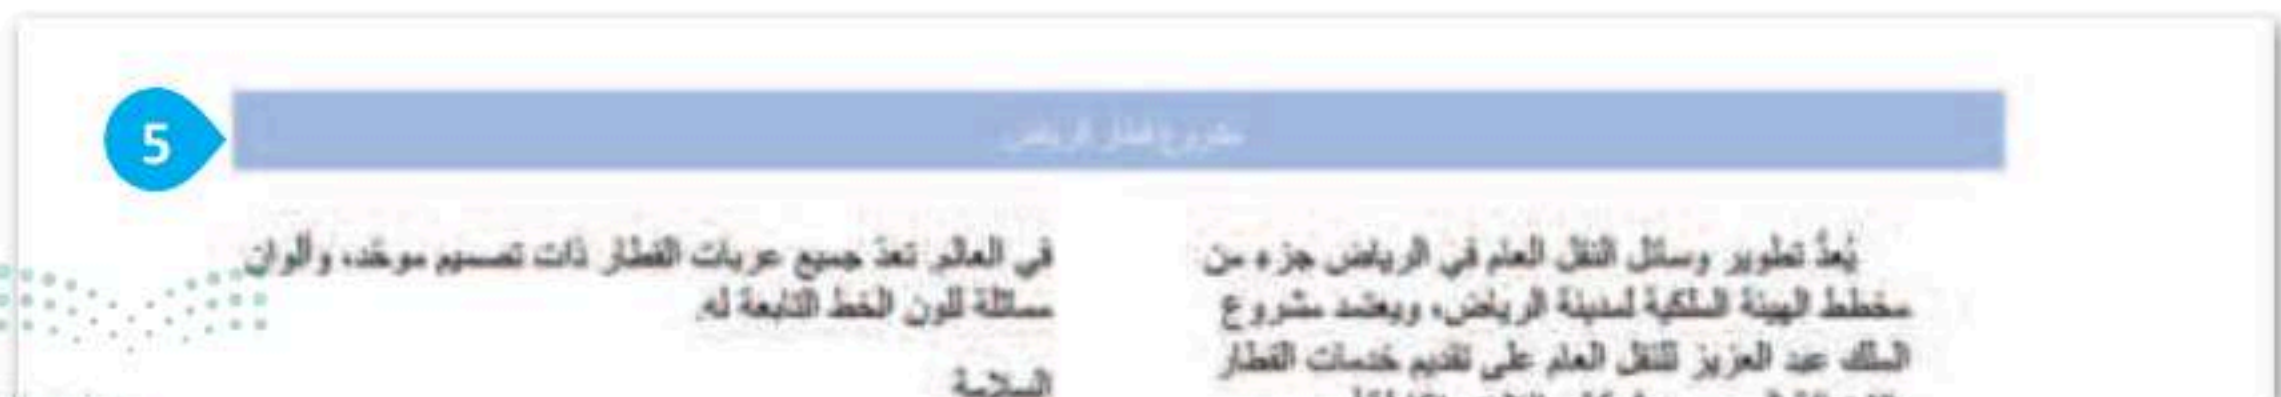 5
مشروع قطار الرياض
يُعدُّ تطوير وسائل النقل العام في الرياض جزء من
مخطط الهيئة الملكية لمدينة الرياض، ويعتمد مشروع
الملك عبد العزيز للنقل العام على تقديم خدمات القطار
في العالم. تعدّ جميع عربات القطار ذات تصميم موحّد، وألوان
مماثلة للون الخط التابعة له.
السلامة